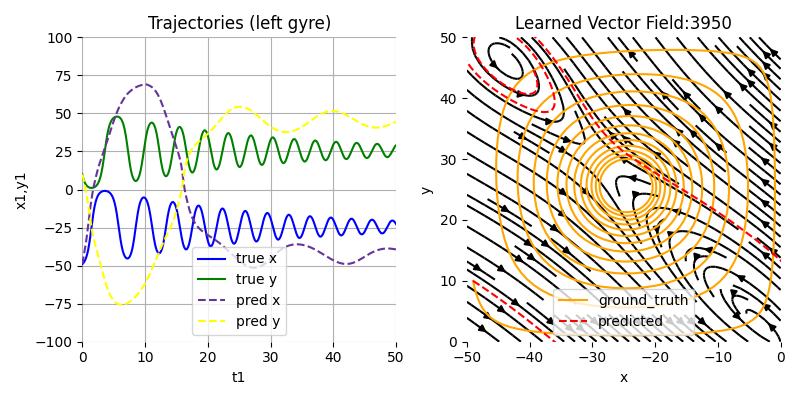 Trajectories (left gyre)
100
75
50
25
0
−25
−50
−75
−100
x1,y1
0
10
20
30
40
50
t1
true x
true y
pred x
pred y
Learned Vector Field:3950
50
40
30
20
10
0
y
−50
−40
−30
−20
−10
0
x
ground_truth
predicted